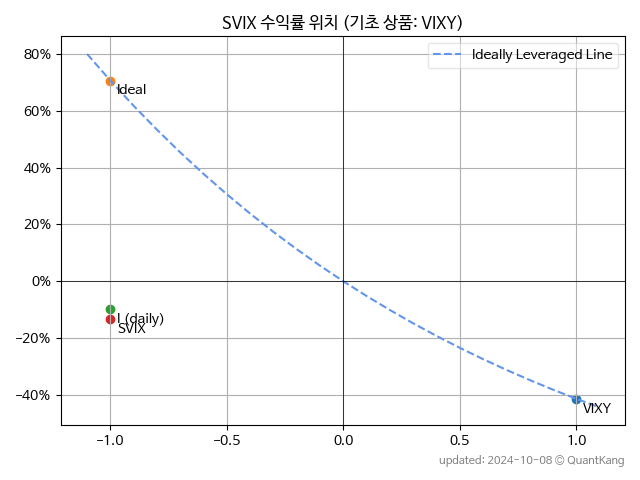 SVIX 수익률 위치 (기초 상품: VIXY)
Ideally Leveraged Line
80%
60%
40%
20%
0%
−20%
−40%
Ideal
I (daily)
SVIX
VIXY
−1.0
−0.5
0.0
0.5
1.0
updated: 2024-10-08 © QuantKang